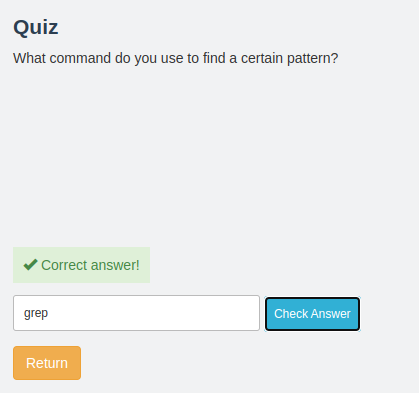 Quiz
What command do you use to find a certain pattern?
✔ Correct answer!
grep
Check Answer
Return